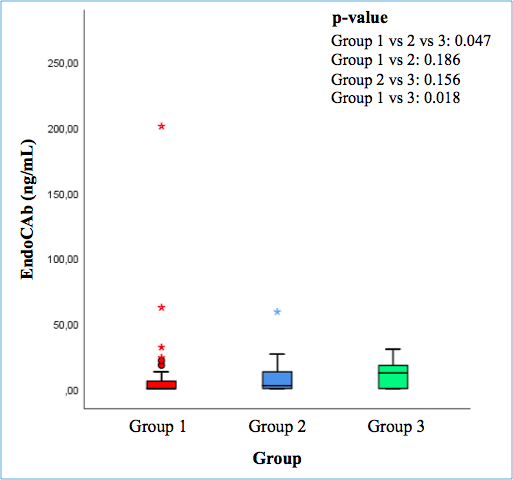 p-value
Group 1 vs 2 vs 3: 0.047
Group 1 vs 2: 0.186
Group 2 vs 3: 0.156
Group 1 vs 3: 0.018
EndoCAb (ng/mL)
250,00
200,00
150,00
100,00
50,00
,00
Group 1
Group 2
Group 3
Group